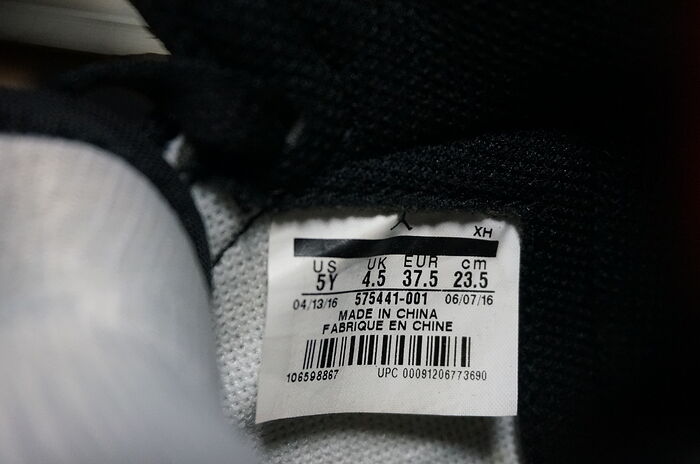 XH
US UK EUR cm
5Y 4.5 37.5 23.5
04/13/16 575441-001 06/07/16
MADE IN CHINA
FABRIQUE EN CHINE
106598867 UPC 00091206773690